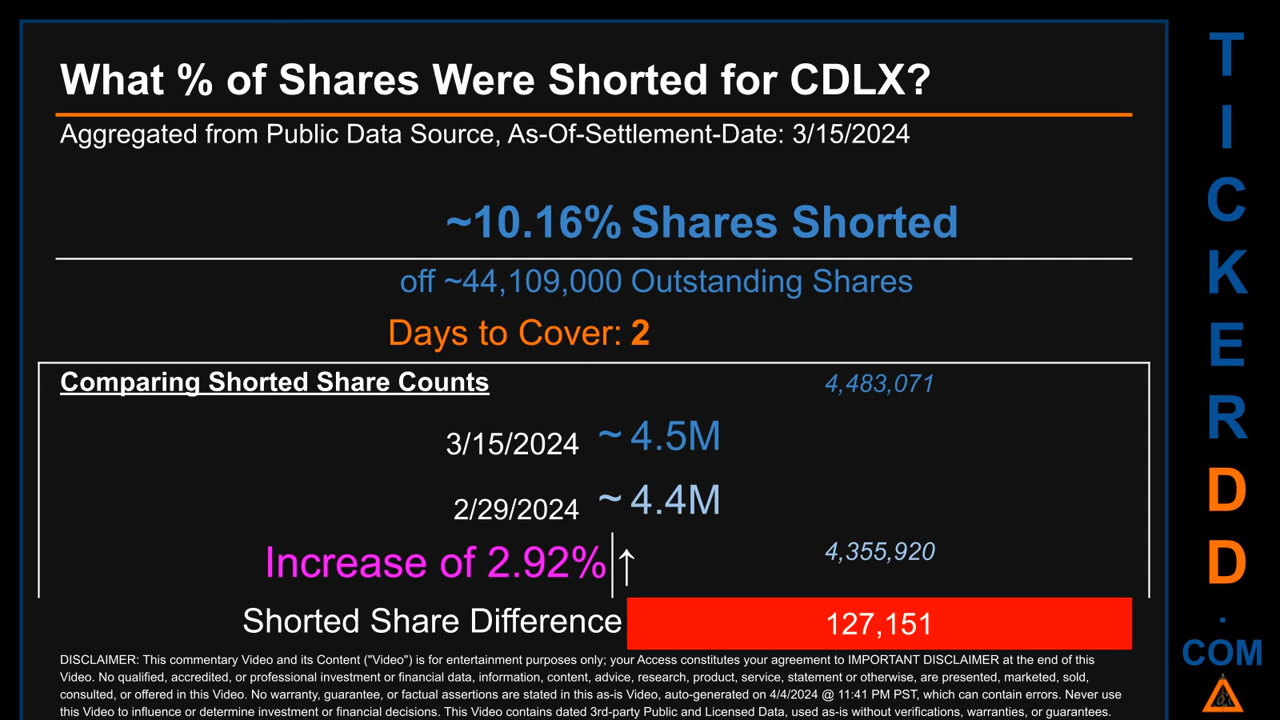 What % of Shares Were Shorted for CDLX?
Aggregated from Public Data Source, As-Of-Settlement-Date: 3/15/2024
~10.16% Shares Shorted
off ~44,109,000 Outstanding Shares
Days to Cover: 2
Comparing Shorted Share Counts 4,483,071
3/15/2024 ~ 4.5M
2/29/2024 ~ 4.4M
Increase of 2.92% ↑ 4,355,920
Shorted Share Difference 127,151
DISCLAIMER: This commentary Video and its Content ("Video") is for entertainment purposes only; your Access constitutes your agreement to IMPORTANT DISCLAIMER at the end of this
Video. No qualified, accredited, or professional investment or financial data, information, content, advice, research, product, service, statement or otherwise, are presented, marketed, sold,
consulted, or offered in this Video. No warranty, guarantee, or factual assertions are stated in this as-is Video, auto-generated on 4/4/2024 @ 11:41 PM PST, which can contain errors. Never use
this Video to influence or determine investment or financial decisions. This Video contains dated 3rd-party Public and Licensed Data, used as-is without verifications, warranties, or guarantees.
T
I
C
K
E
R
D
D
.
COM